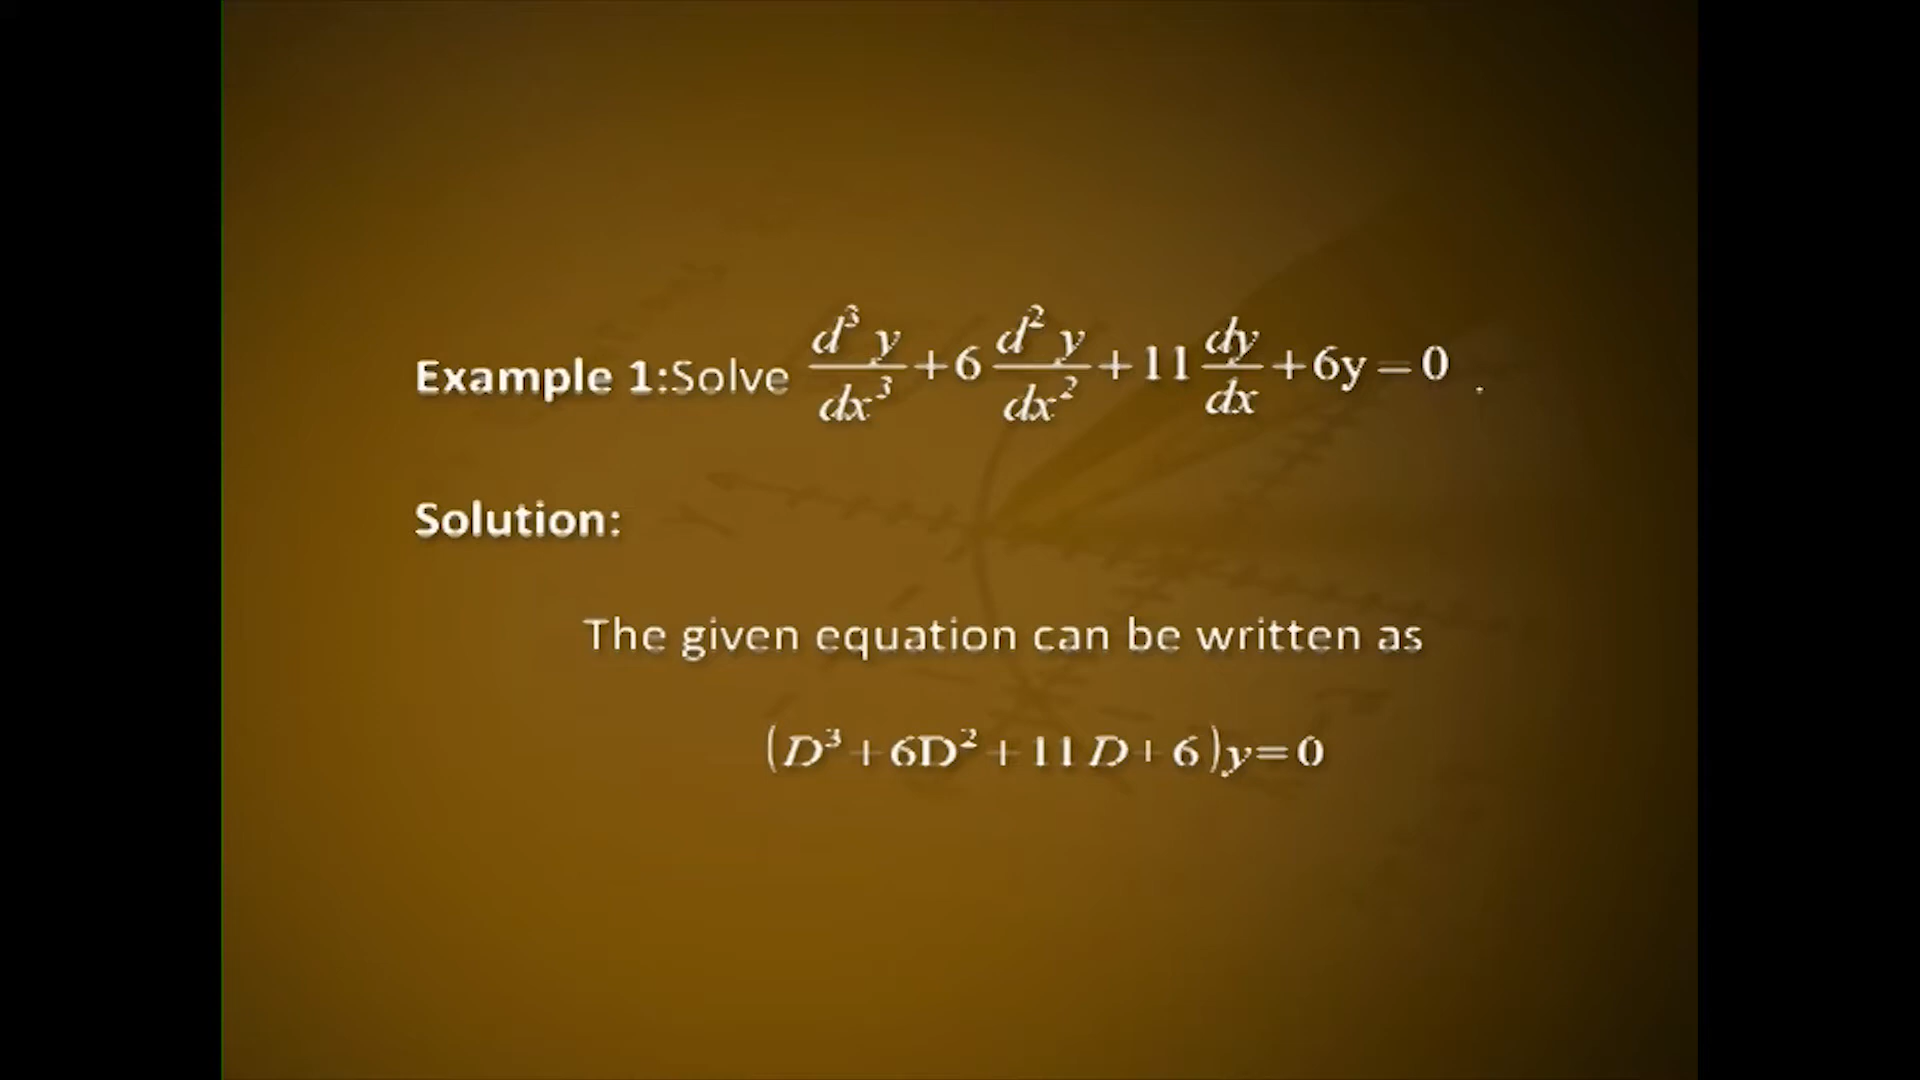 Example 1:Solve d³y/dx³+6 d²y/dx²+11 dy/dx+6y=0 .
Solution:
The given equation can be written as
(D³+6D²+11D+6)y=0